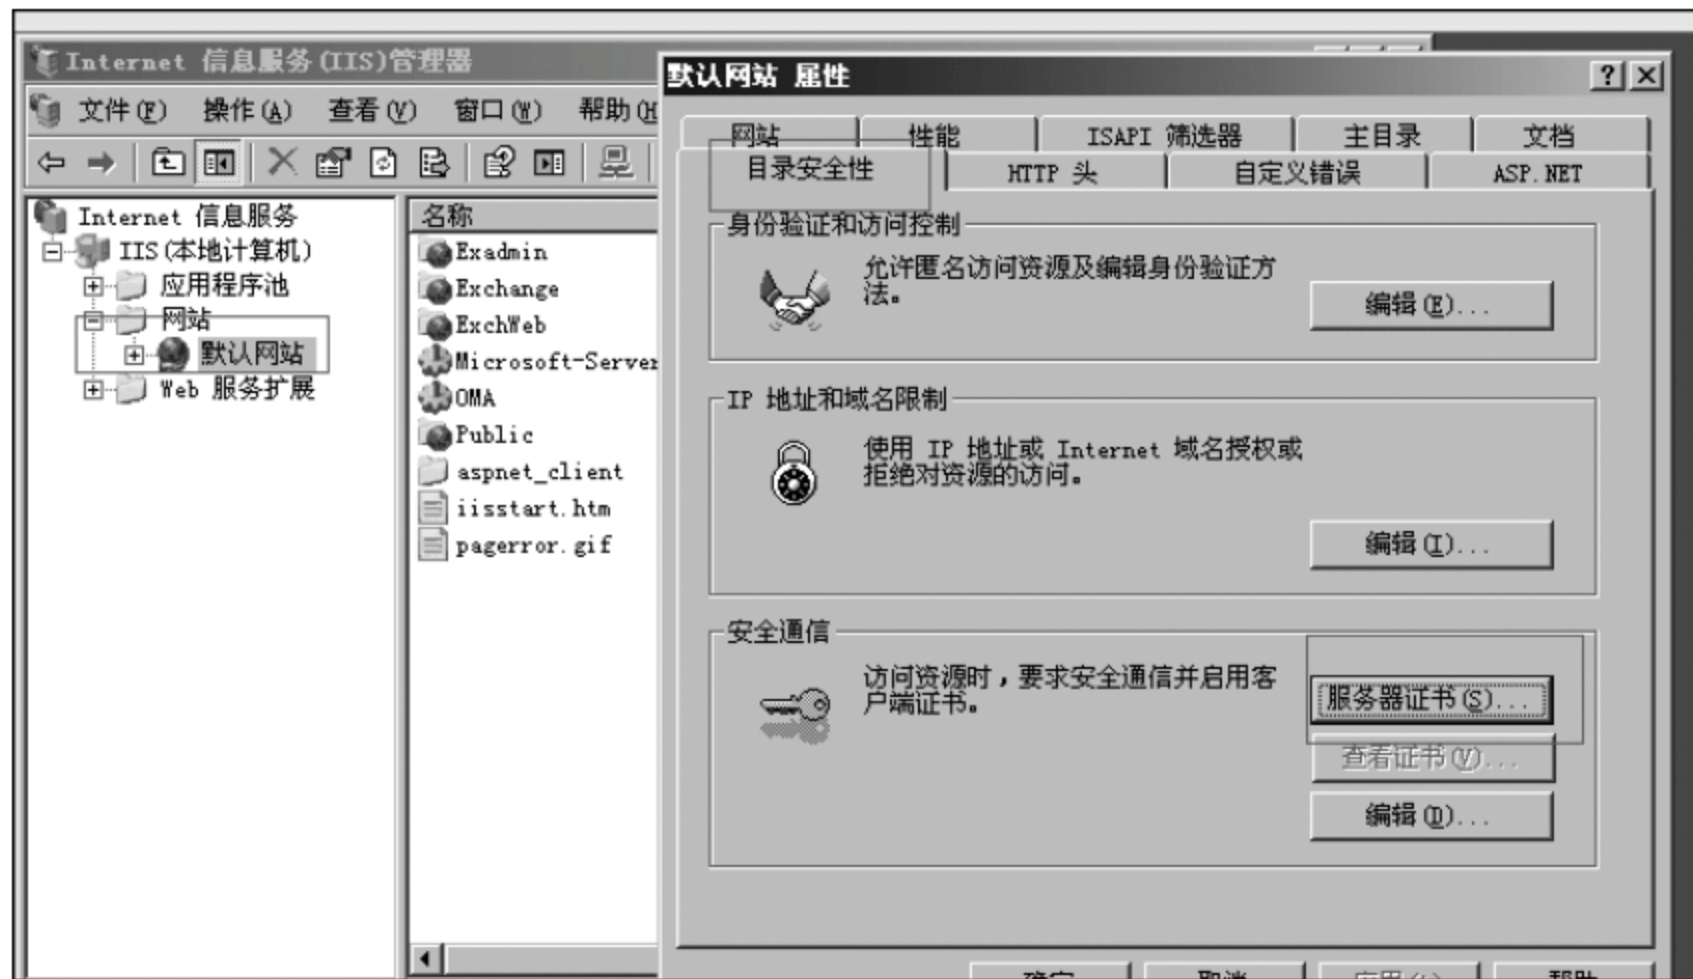 Internet 信息服务(IIS)管理器
文件(F) 操作(A) 查看(V) 窗口(W) 帮助(H
Internet 信息服务
IIS(本地计算机)
应用程序池
网站
默认网站
Web 服务扩展
名称
Exadmin
Exchange
ExchWeb
Microsoft-Server
OMA
Public
aspnet_client
iisstart.htm
pagerror.gif
默认网站 属性
网站 性能 ISAPI 筛选器 主目录 文档
目录安全性 HTTP 头 自定义错误 ASP.NET
身份验证和访问控制
允许匿名访问资源及编辑身份验证方
法。
编辑(E)...
IP 地址和域名限制
使用 IP 地址或 Internet 域名授权或
拒绝对资源的访问。
编辑(I)...
安全通信
访问资源时，要求安全通信并启用客
户端证书。
服务器证书(S)...
查看证书(V)...
编辑(D)...
确定 取消 应用(A) 帮助